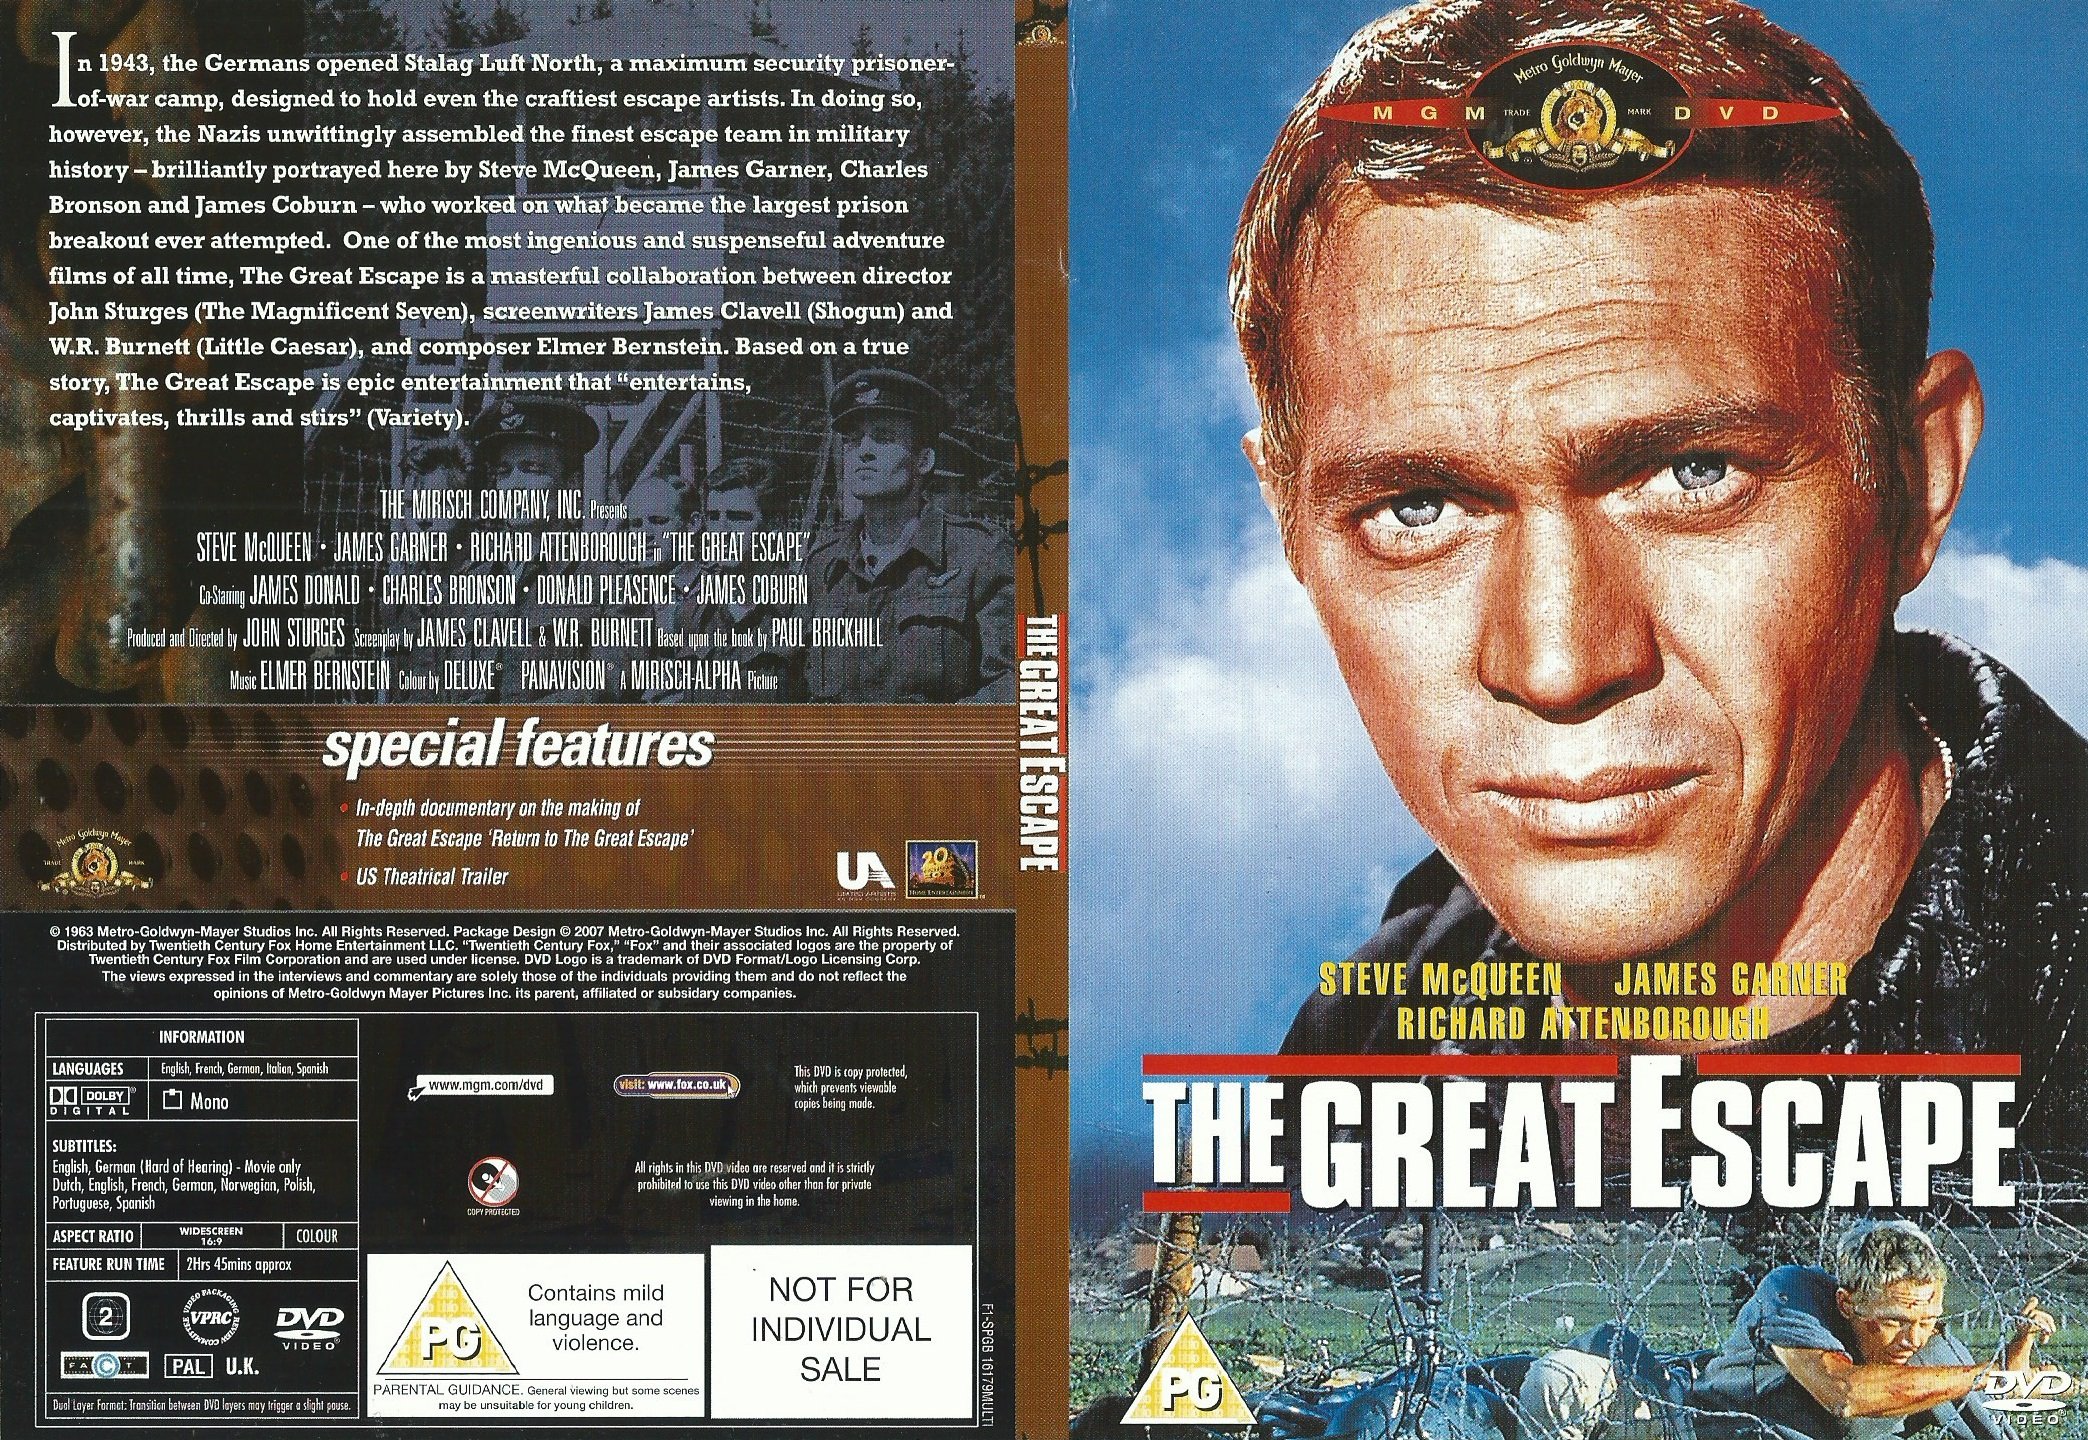 In 1943, the Germans opened Stalag Luft North, a maximum security prisoner-
of-war camp, designed to hold even the craftiest escape artists. In doing so,
however, the Nazis unwittingly assembled the finest escape team in military
history – brilliantly portrayed here by Steve McQueen, James Garner, Charles
Bronson and James Coburn – who worked on what became the largest prison
breakout ever attempted. One of the most ingenious and suspenseful adventure
films of all time, The Great Escape is a masterful collaboration between director
John Sturges (The Magnificent Seven), screenwriters James Clavell (Shogun) and
W.R. Burnett (Little Caesar), and composer Elmer Bernstein. Based on a true
story, The Great Escape is epic entertainment that “entertains,
captivates, thrills and stirs” (Variety).
THE MIRISCH COMPANY, INC. Presents
STEVE McQUEEN • JAMES GARNER • RICHARD ATTENBOROUGH in "THE GREAT ESCAPE"
Co-Starring JAMES DONALD • CHARLES BRONSON • DONALD PLEASENCE • JAMES COBURN
Produced and Directed by JOHN STURGES Screenplay by JAMES CLAVELL & W.R. BURNETT Based upon the book by PAUL BRICKHILL
Music ELMER BERNSTEIN Colour by DELUXE® PANAVISION® A MIRISCH-ALPHA Picture
special features
• In-depth documentary on the making of
The Great Escape 'Return to The Great Escape'
• US Theatrical Trailer
Metro Goldwyn Mayer
TRADE MARK
UA
UNITED ARTISTS
20
FOX
HOME ENTERTAINMENT
© 1963 Metro-Goldwyn-Mayer Studios Inc. All Rights Reserved. Package Design © 2007 Metro-Goldwyn-Mayer Studios Inc. All Rights Reserved.
Distributed by Twentieth Century Fox Home Entertainment LLC. “Twentieth Century Fox,” “Fox” and their associated logos are the property of
Twentieth Century Fox Film Corporation and are used under license. DVD Logo is a trademark of DVD Format/Logo Licensing Corp.
The views expressed in the interviews and commentary are solely those of the individuals providing them and do not reflect the
opinions of Metro-Goldwyn Mayer Pictures Inc. its parent, affiliated or subsidary companies.
INFORMATION
LANGUAGES English, French, German, Italian, Spanish
DOLBY®
DIGITAL
Mono
SUBTITLES:
English, German (Hard of Hearing) - Movie only
Dutch, English, French, German, Norwegian, Polish,
Portuguese, Spanish
ASPECT RATIO WIDESCREEN
16:9
COLOUR
FEATURE RUN TIME 2Hrs 45mins approx
2
VIDEO PACKAGING REVIEW COMMITTEE
VPRC
DVD
VIDEO
FACT
PAL U.K.
Dual Layer Format: Transition between DVD layers may trigger a slight pause.
www.mgm.com/dvd
visit: www.fox.co.uk
This DVD is copy protected,
which prevents viewable
copies being made.
COPY PROTECTED
All rights in this DVD video are reserved and it is strictly
prohibited to use this DVD video other than for private
viewing in the home.
PG
Contains mild
language and
violence.
PARENTAL GUIDANCE. General viewing but some scenes
may be unsuitable for young children.
NOT FOR
INDIVIDUAL
SALE
F1-SPGB 16179MULTI
THE GREAT ESCAPE
Metro Goldwyn Mayer
MGM TRADE MARK DVD
STEVE McQUEEN JAMES GARNER
RICHARD ATTENBOROUGH
THE GREAT ESCAPE
PG
DVD
VIDEO